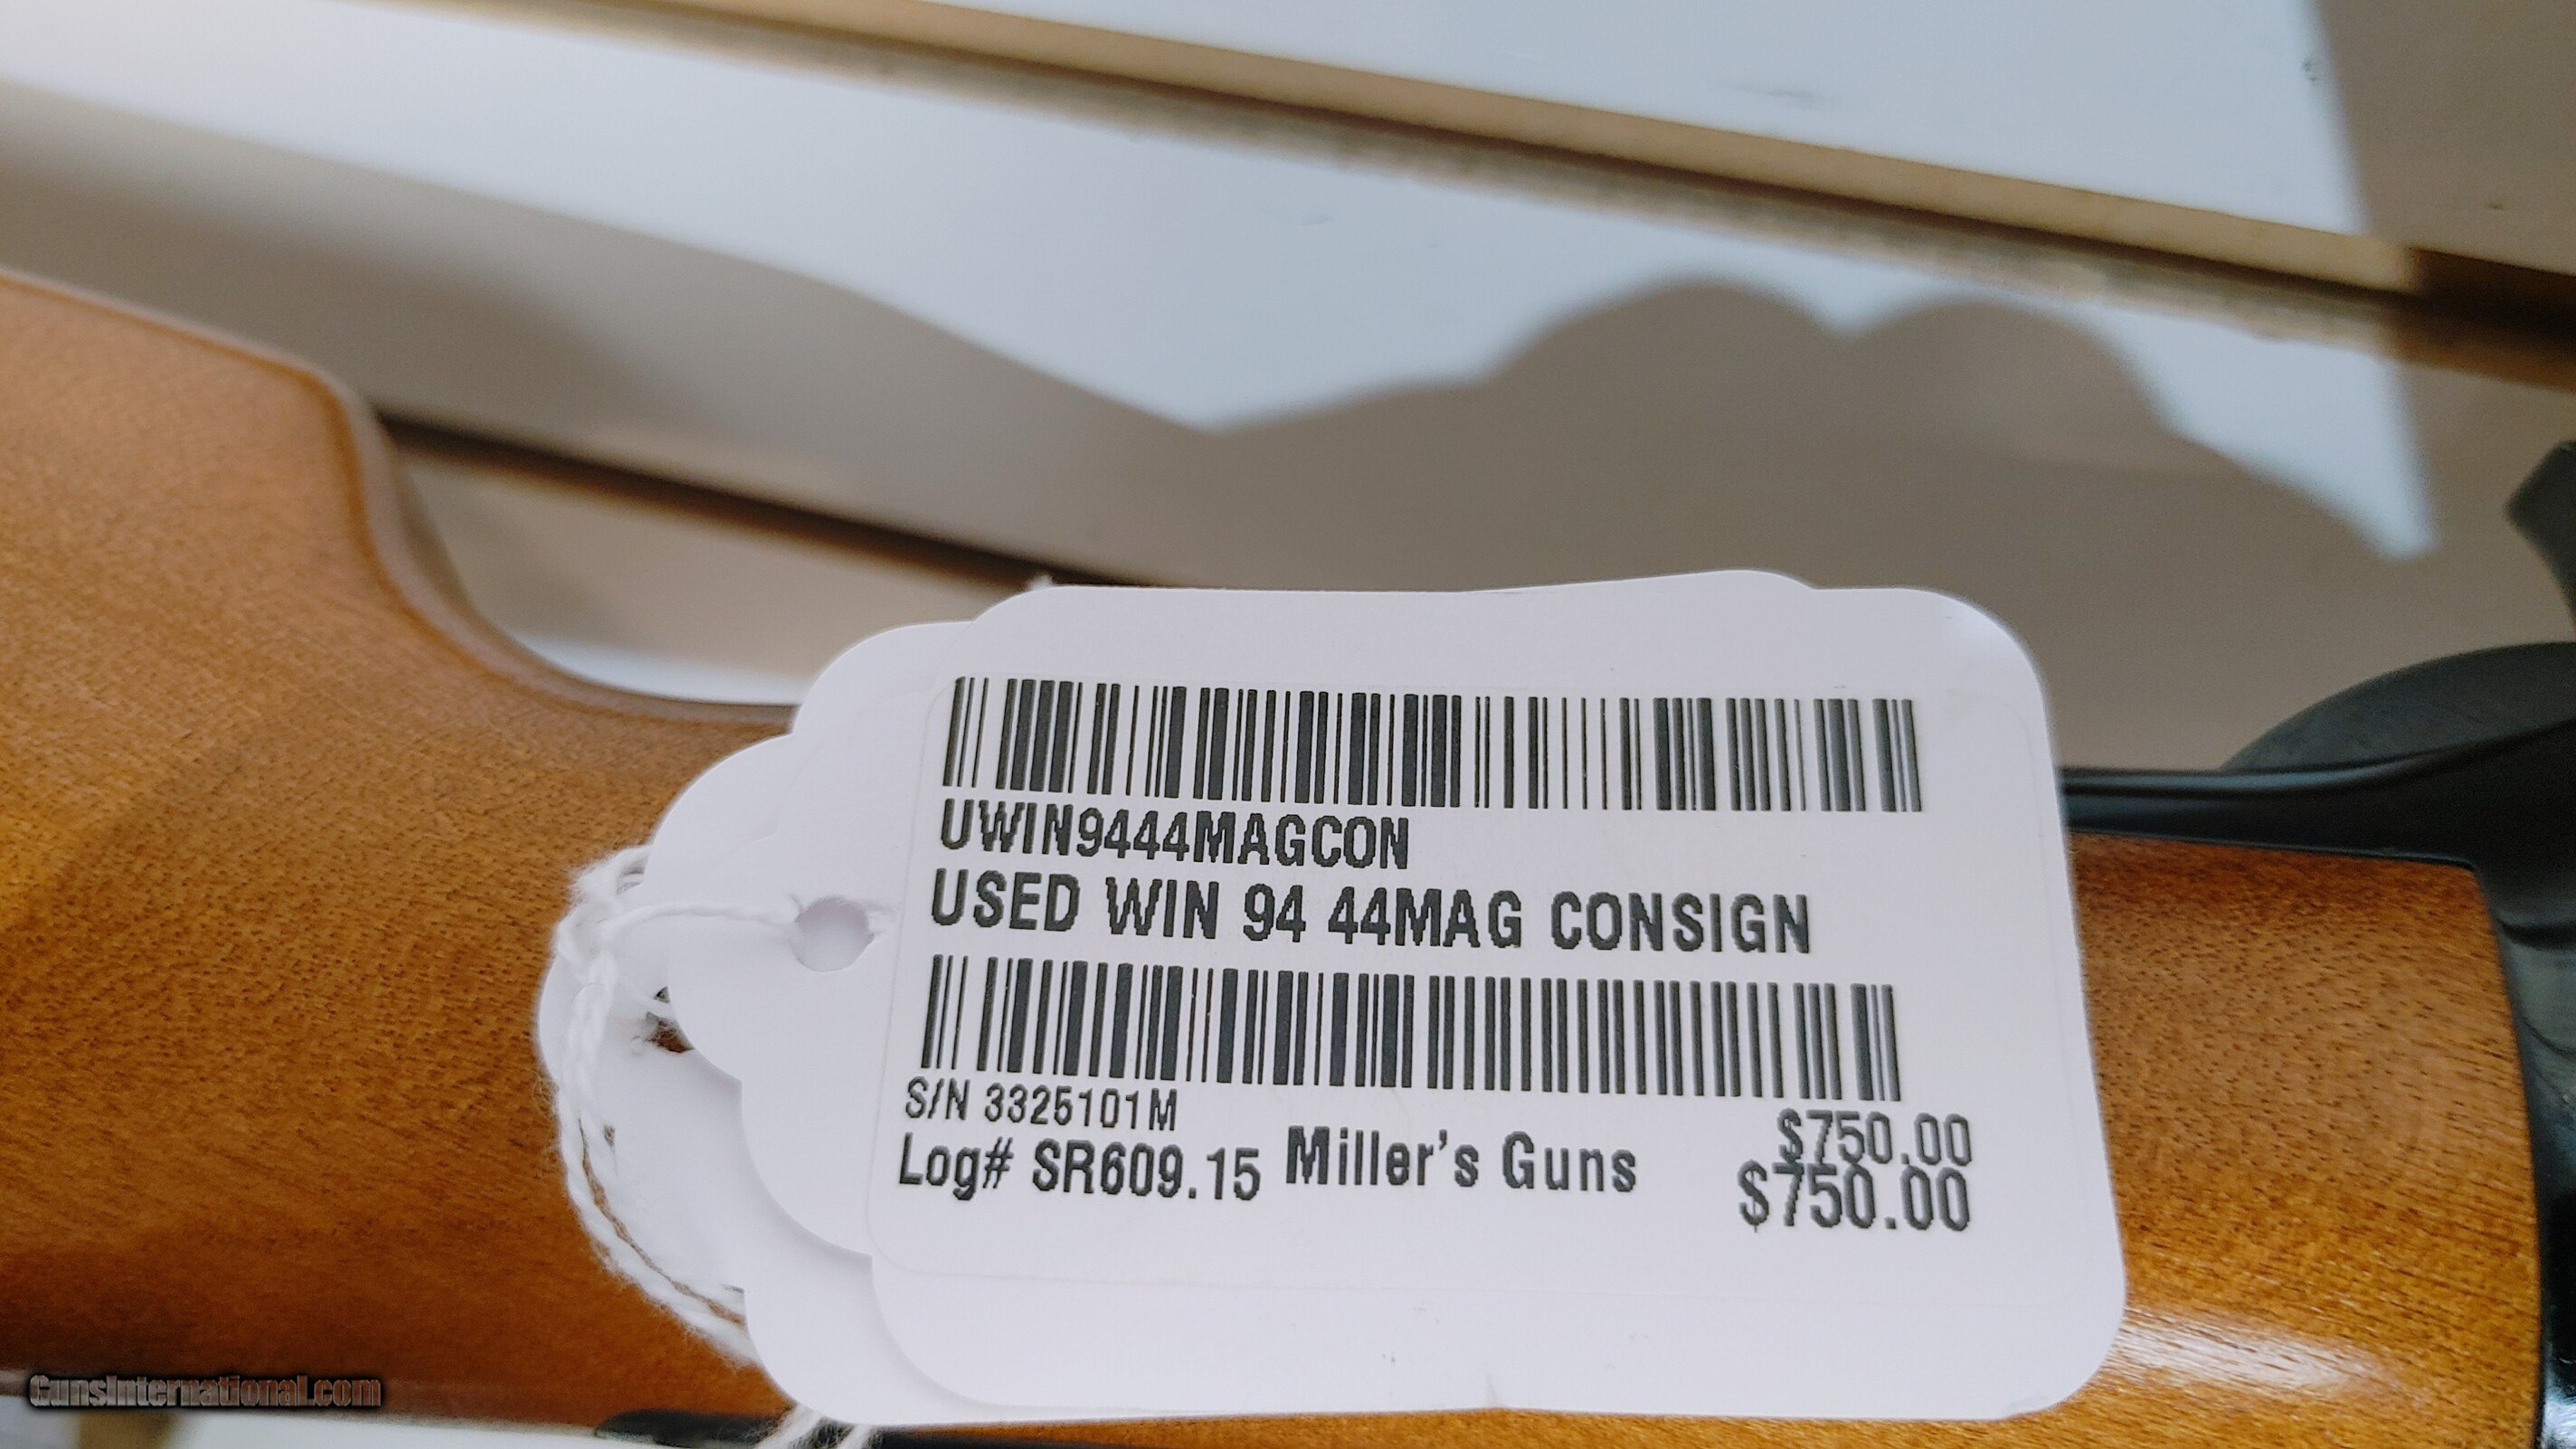 UWIN9444MAGCON
USED WIN 94 44MAG CONSIGN
S/N 3325101M
$750.00
Log# SR609.15 Miller's Guns
$750.00
GunsInternational.com